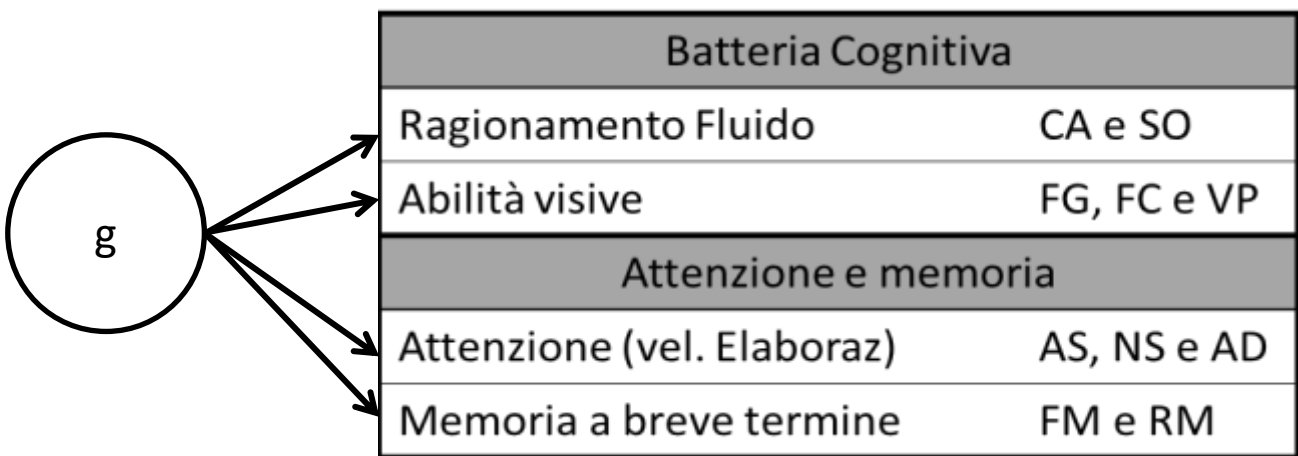 g
Batteria Cognitiva
Ragionamento Fluido CA e SO
Abilità visive FG, FC e VP
Attenzione e memoria
Attenzione (vel. Elaboraz) AS, NS e AD
Memoria a breve termine FM e RM